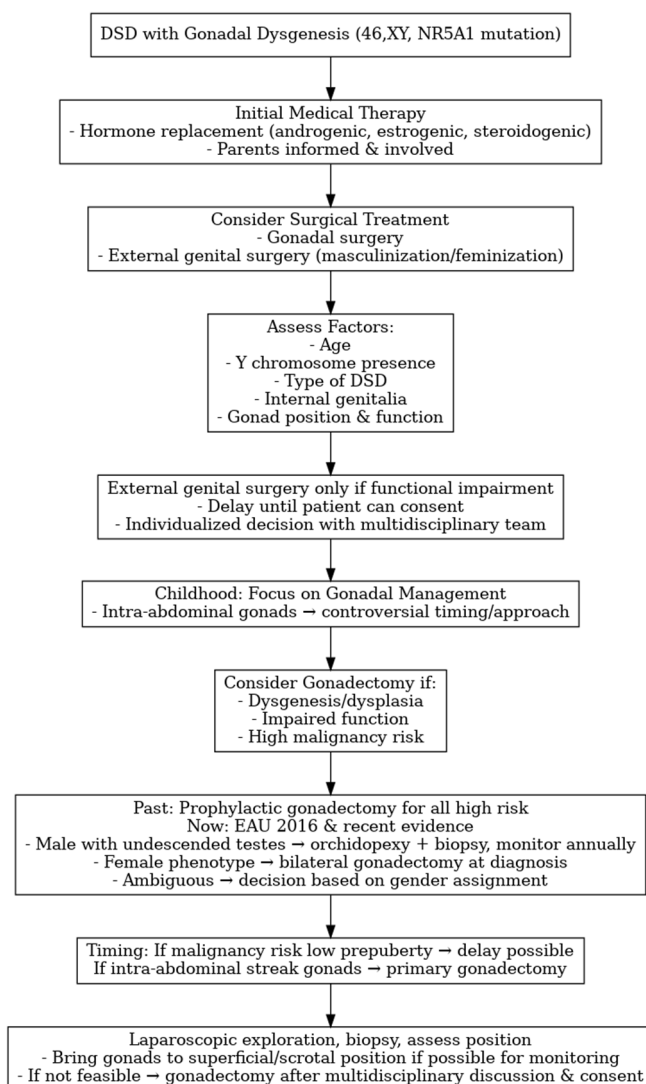 DSD with Gonadal Dysgenesis (46,XY, NR5A1 mutation)
Initial Medical Therapy
- Hormone replacement (androgenic, estrogenic, steroidogenic)
- Parents informed & involved
Consider Surgical Treatment
- Gonadal surgery
- External genital surgery (masculinization/feminization)
Assess Factors:
- Age
- Y chromosome presence
- Type of DSD
- Internal genitalia
- Gonad position & function
External genital surgery only if functional impairment
- Delay until patient can consent
- Individualized decision with multidisciplinary team
Childhood: Focus on Gonadal Management
- Intra-abdominal gonads → controversial timing/approach
Consider Gonadectomy if:
- Dysgenesis/dysplasia
- Impaired function
- High malignancy risk
Past: Prophylactic gonadectomy for all high risk
Now: EAU 2016 & recent evidence
- Male with undescended testes → orchidopexy + biopsy, monitor annually
- Female phenotype → bilateral gonadectomy at diagnosis
- Ambiguous → decision based on gender assignment
Timing: If malignancy risk low prepuberty → delay possible
If intra-abdominal streak gonads → primary gonadectomy
Laparoscopic exploration, biopsy, assess position
- Bring gonads to superficial/scrotal position if possible for monitoring
- If not feasible → gonadectomy after multidisciplinary discussion & consent